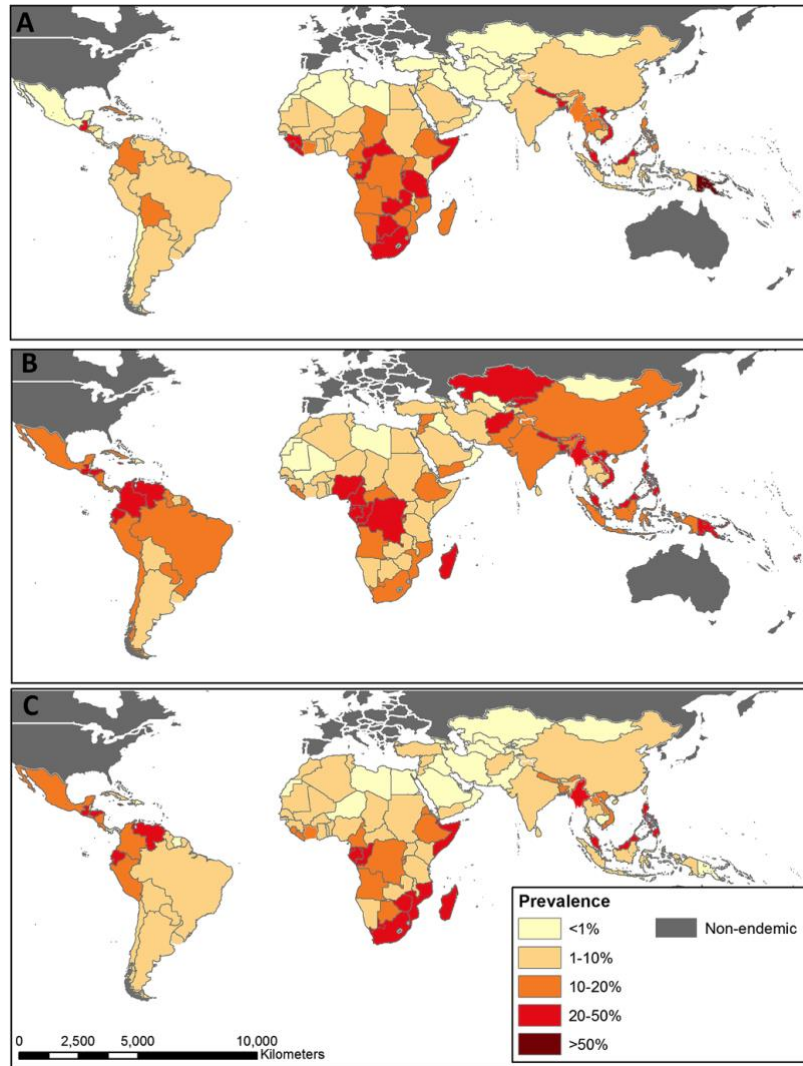 A
B
C
Prevalence
<1%
Non-endemic
1-10%
10-20%
20-50%
>50%
0 2,500 5,000 10,000
Kilometers